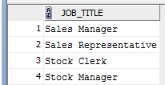 JOB_TITLE
1 Sales Manager
2 Sales Representative
3 Stock Clerk
4 Stock Manager